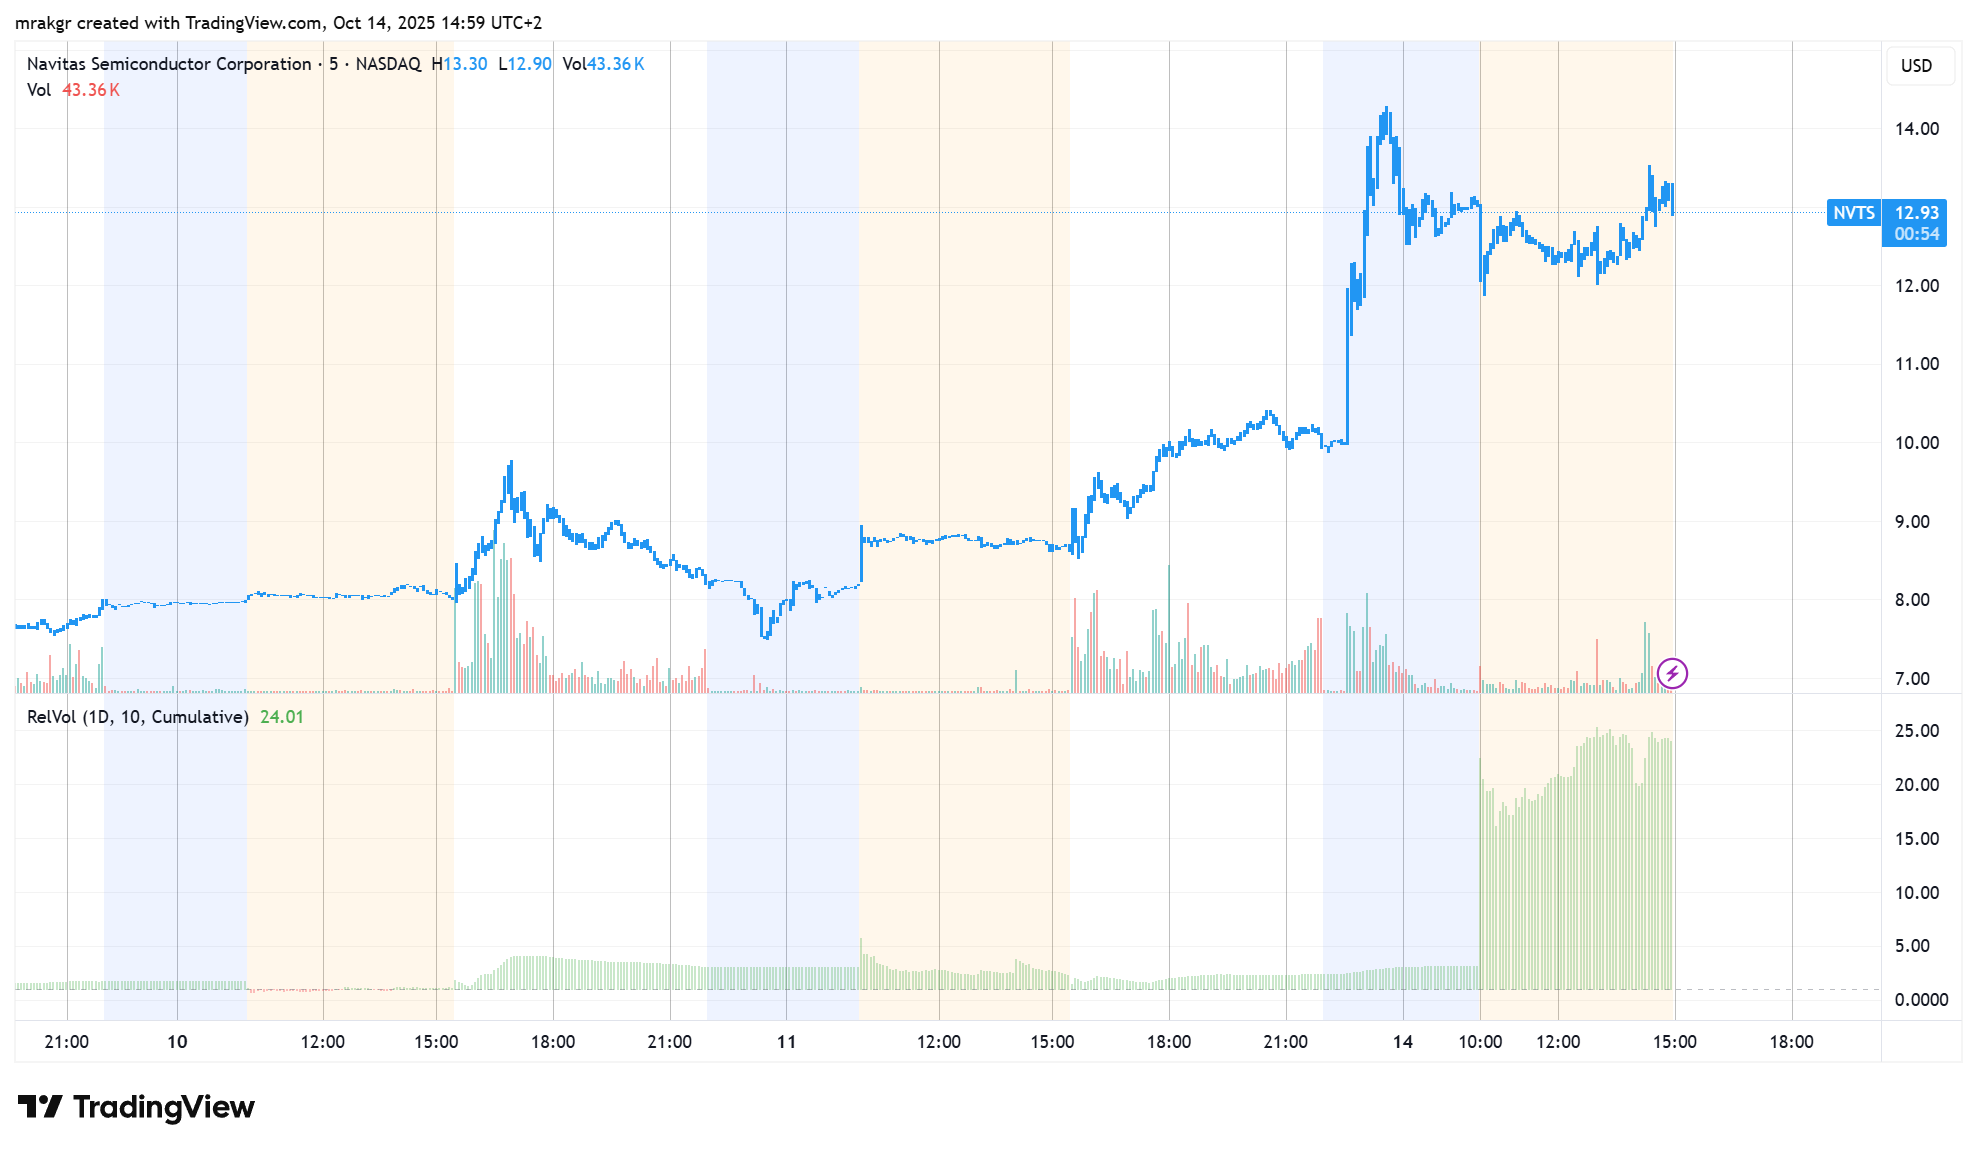 mrakgr created with TradingView.com, Oct 14, 2025 14:59 UTC+2
Navitas Semiconductor Corporation · 5 · NASDAQ H13.30 L12.90 Vol43.36 K
Vol 43.36 K
USD
14.00
NVTS 12.93
00:54
12.00
11.00
10.00
9.00
8.00
7.00
RelVol (1D, 10, Cumulative) 24.01
25.00
20.00
15.00
10.00
5.00
0.0000
21:00 10 12:00 15:00 18:00 21:00 11 12:00 15:00 18:00 21:00 14 10:00 12:00 15:00 18:00
TradingView